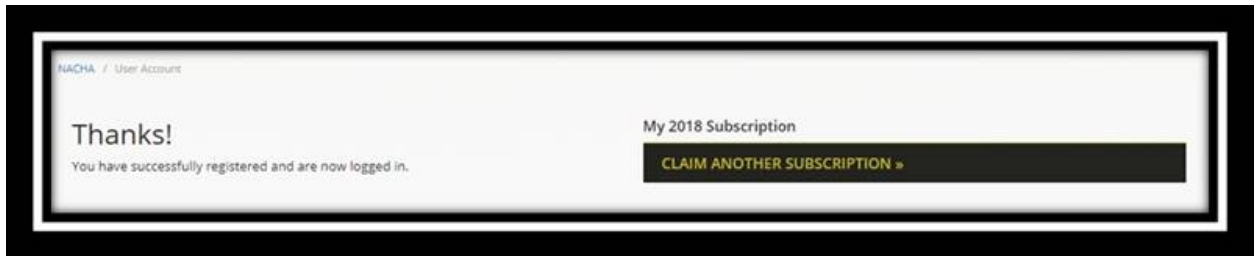 NACHA / User Account
Thanks!
You have successfully registered and are now logged in.
My 2018 Subscription
CLAIM ANOTHER SUBSCRIPTION »